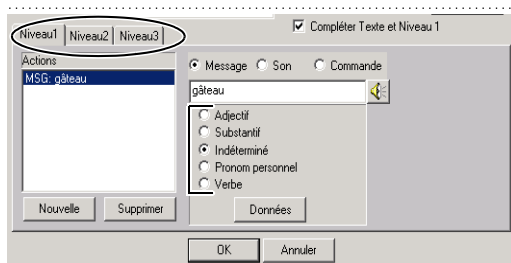 Niveau1 Niveau2 Niveau3
Compléter Texte et Niveau 1
Actions
MSG: gâteau
Message Son Commande
gâteau
Adjectif
Substantif
Indéterminé
Pronom personnel
Verbe
Nouvelle Supprimer Données
OK Annuler